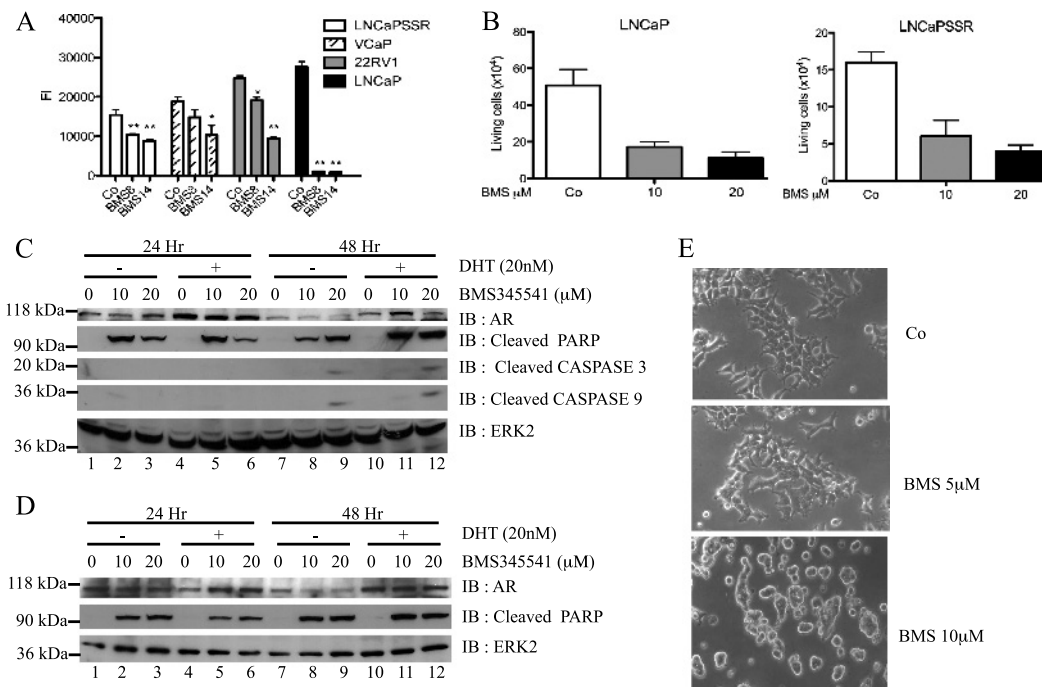 A
40000
30000
20000
10000
0
FI
LNCaPSSR
VCaP
22RV1
LNCaP
Co BMS8 BMS14 Co BMS8 BMS14 Co BMS8 BMS14 Co BMS8 BMS14
** ** * * ** ** **
B
LNCaP
Living cells (x10⁴)
80
60
40
20
0
BMS µM Co 10 20
LNCaPSSR
Living cells (x10⁴)
20
15
10
5
0
BMS µM Co 10 20
C
24 Hr 48 Hr
- + - + DHT (20nM)
0 10 20 0 10 20 0 10 20 0 10 20 BMS345541 (µM)
118 kDa IB : AR
90 kDa IB : Cleaved PARP
20 kDa IB : Cleaved CASPASE 3
36 kDa IB : Cleaved CASPASE 9
36 kDa IB : ERK2
1 2 3 4 5 6 7 8 9 10 11 12
D
24 Hr 48 Hr
- + - + DHT (20nM)
0 10 20 0 10 20 0 10 20 0 10 20 BMS345541 (µM)
118 kDa IB : AR
90 kDa IB : Cleaved PARP
36 kDa IB : ERK2
1 2 3 4 5 6 7 8 9 10 11 12
E
Co
BMS 5µM
BMS 10µM